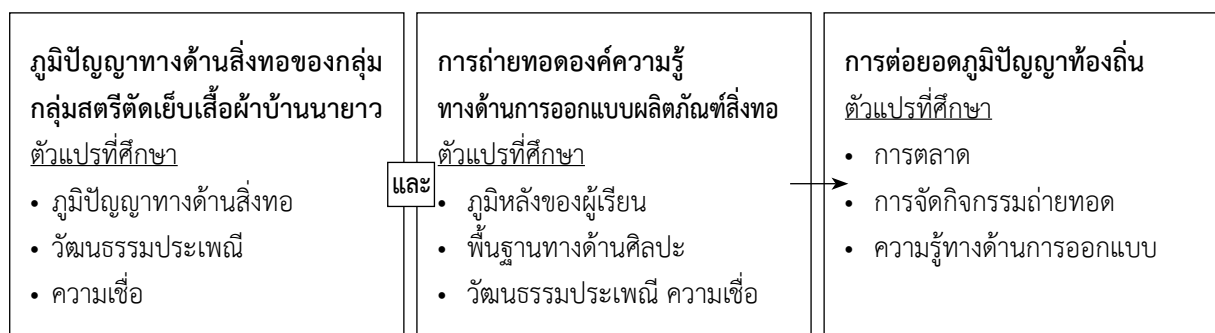 ภูมิปัญญาทางด้านสิ่งทอของกลุ่ม
กลุ่มสตรีตัดเย็บเสื้อผ้าบ้านนายาว
ตัวแปรที่ศึกษา
• ภูมิปัญญาทางด้านสิ่งทอ
• วัฒนธรรมประเพณี
• ความเชื่อ
และ
การถ่ายทอดองค์ความรู้
ทางด้านการออกแบบผลิตภัณฑ์สิ่งทอ
ตัวแปรที่ศึกษา
• ภูมิหลังของผู้เรียน
• พื้นฐานทางด้านศิลปะ
• วัฒนธรรมประเพณี ความเชื่อ
การต่อยอดภูมิปัญญาท้องถิ่น
ตัวแปรที่ศึกษา
• การตลาด
• การจัดกิจกรรมถ่ายทอด
• ความรู้ทางด้านการออกแบบ